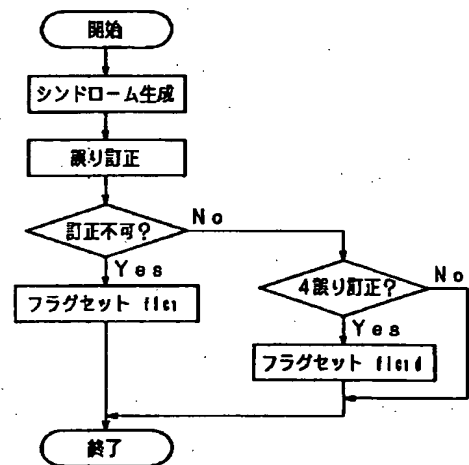 開始
シンドローム生成
誤り訂正
訂正不可?
No
Yes
4誤り訂正?
No
フラグセット flc1
Yes
フラグセット
終了